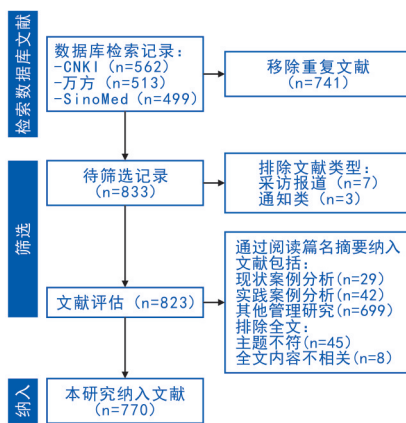 检索数据库文献
数据库检索记录：
-CNKI（n=562）
-万方（n=513）
-SinoMed（n=499）
移除重复文献
（n=741）
筛选
待筛选记录
（n=833）
排除文献类型：
采访报道（n=7）
通知类（n=3）
文献评估（n=823）
通过阅读篇名摘要纳入
文献包括：
现状案例分析(n=29)
实践案例分析(n=42)
其他管理研究(n=699)
排除全文：
主题不符(n=45)
全文内容不相关(n=8)
纳入
本研究纳入文献
（n=770）